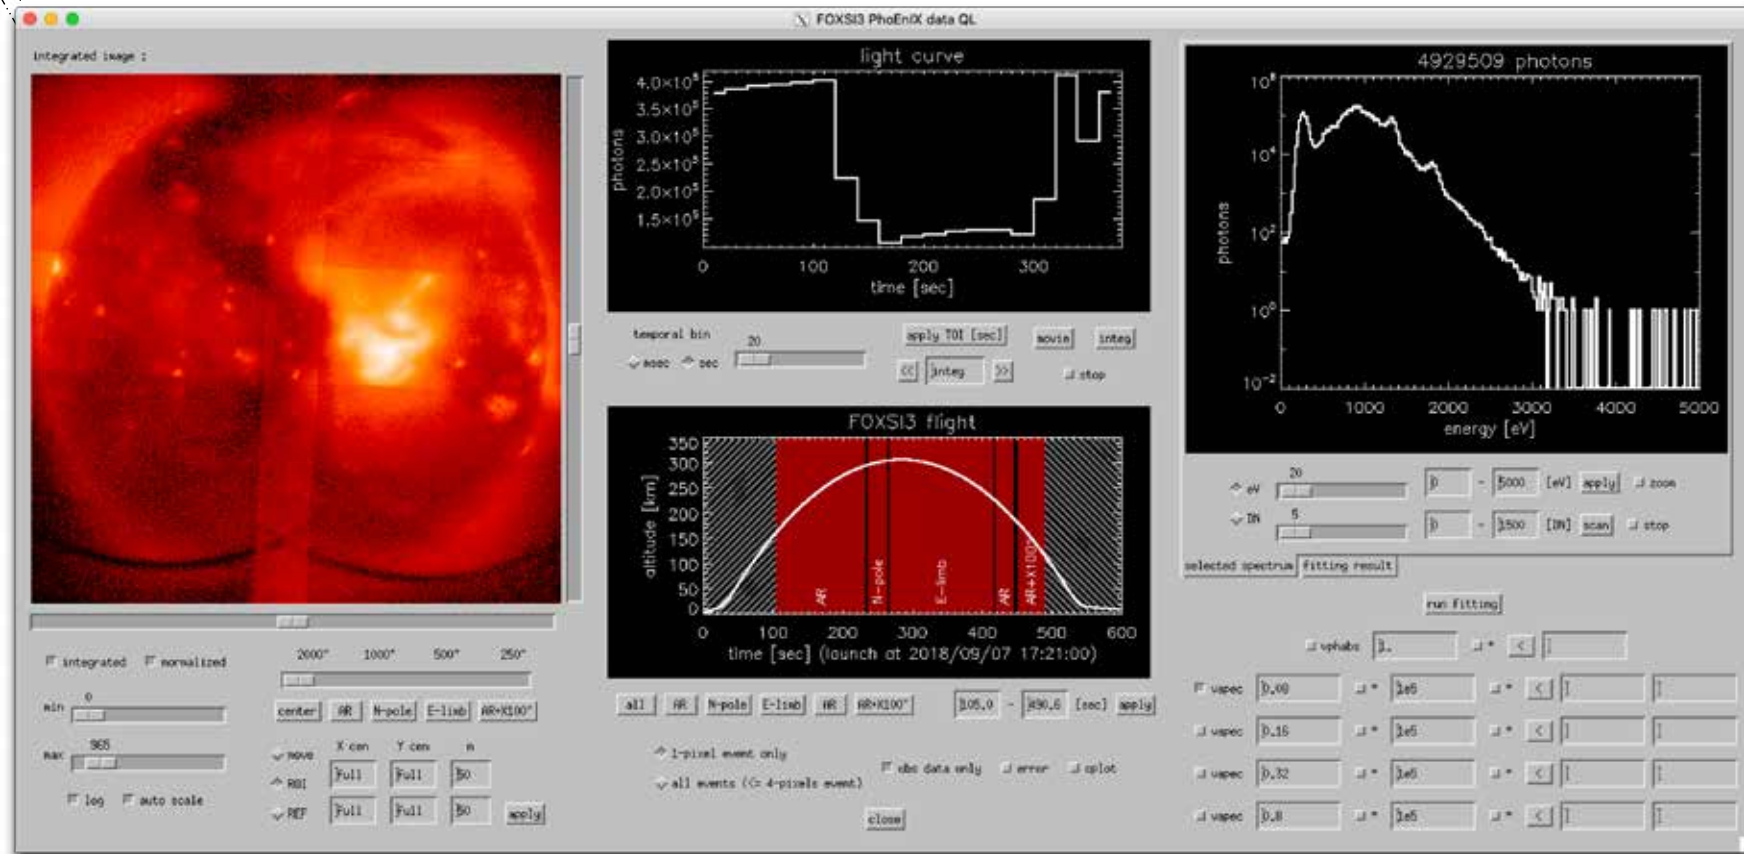 FOXSI3 PhoEnIX data QL
integrated image :
integrated normalized
min 0
max 965
log auto scale
2000" 1000" 500" 250"
center AR N-pole E-limb AR+X100"
X cen Y cen m
move
ROI Full Full 50
REF Full Full 50 apply
light curve
photons
4.0×10⁵
3.5×10⁵
3.0×10⁵
2.5×10⁵
2.0×10⁵
1.5×10⁵
0 100 200 300
time [sec]
temporal bin
msec sec 20
apply TOI [sec] movie integ
<< integ >> stop
FOXSI3 flight
altitude [km]
350
300
250
200
150
100
50
0
AR N-pole E-limb AR AR+X100"
0 100 200 300 400 500 600
time [sec] (launch at 2018/09/07 17:21:00)
all AR N-pole E-limb AR AR+X100" 105.0 - 490.6 [sec] apply
1-pixel event only
all events (<= 4-pixels event)
obs data only error oplot
close
4929509 photons
photons
10⁶
10⁴
10²
10⁰
10⁻²
0 1000 2000 3000 4000 5000
energy [eV]
eV 20 0 - 5000 [eV] apply zoom
DN 5 0 - 1500 [DN] scan stop
selected spectrum fitting result
run fitting
vphabs 1. * <
vapec 0.08 * 1e5 * <
vapec 0.16 * 1e5 * <
vapec 0.32 * 1e5 * <
vapec 0.8 * 1e5 * <